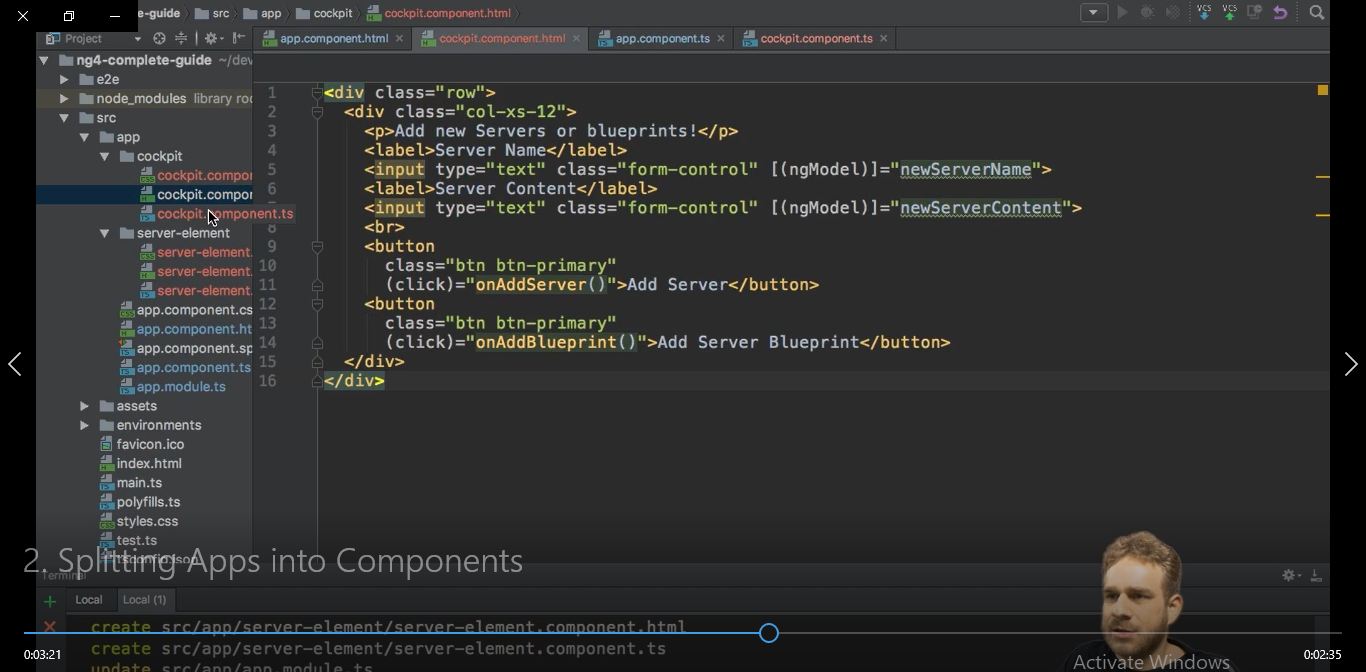 e-guide src app cockpit cockpit.component.html
Project app.component.html cockpit.component.html app.component.ts cockpit.component.ts
VCS VCS
ng4-complete-guide ~/dev
e2e
node_modules library roo
src
app
cockpit
cockpit.compon
cockpit.compon
cockpit.component.ts
server-element
server-element.
server-element.
server-element.
app.component.cs
app.component.ht
app.component.sp
app.component.ts
app.module.ts
assets
environments
favicon.ico
index.html
main.ts
polyfills.ts
styles.css
test.ts
tsconfig.json
1 <div class="row">
2 <div class="col-xs-12">
3 <p>Add new Servers or blueprints!</p>
4 <label>Server Name</label>
5 <input type="text" class="form-control" [(ngModel)]="newServerName">
6 <label>Server Content</label>
<input type="text" class="form-control" [(ngModel)]="newServerContent">
8 <br>
9 <button
10 class="btn btn-primary"
11 (click)="onAddServer()">Add Server</button>
12 <button
13 class="btn btn-primary"
14 (click)="onAddBlueprint()">Add Server Blueprint</button>
15 </div>
16 </div>
2. Splitting Apps into Components
Terminal
Local Local (1)
create src/app/server-element/server-element.component.html
create src/app/server-element/server-element.component.ts
update src/app/app.module.ts
0:03:21
0:02:35
Activate Windows